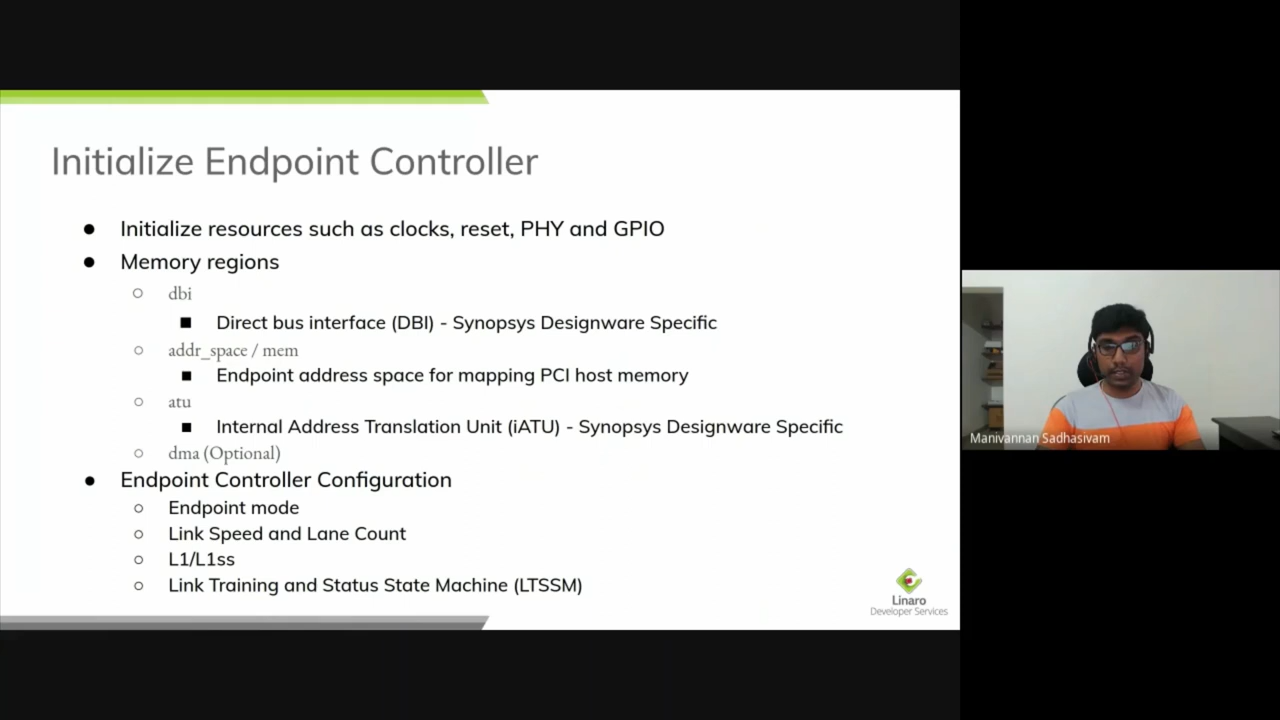 Initialize Endpoint Controller
● Initialize resources such as clocks, reset, PHY and GPIO
● Memory regions
○ dbi
■ Direct bus interface (DBI) - Synopsys Designware Specific
○ addr_space / mem
■ Endpoint address space for mapping PCI host memory
○ atu
■ Internal Address Translation Unit (iATU) - Synopsys Designware Specific
○ dma (Optional)
● Endpoint Controller Configuration
○ Endpoint mode
○ Link Speed and Lane Count
○ L1/L1ss
○ Link Training and Status State Machine (LTSSM)
Linaro
Developer Services
Manivannan Sadhasivam